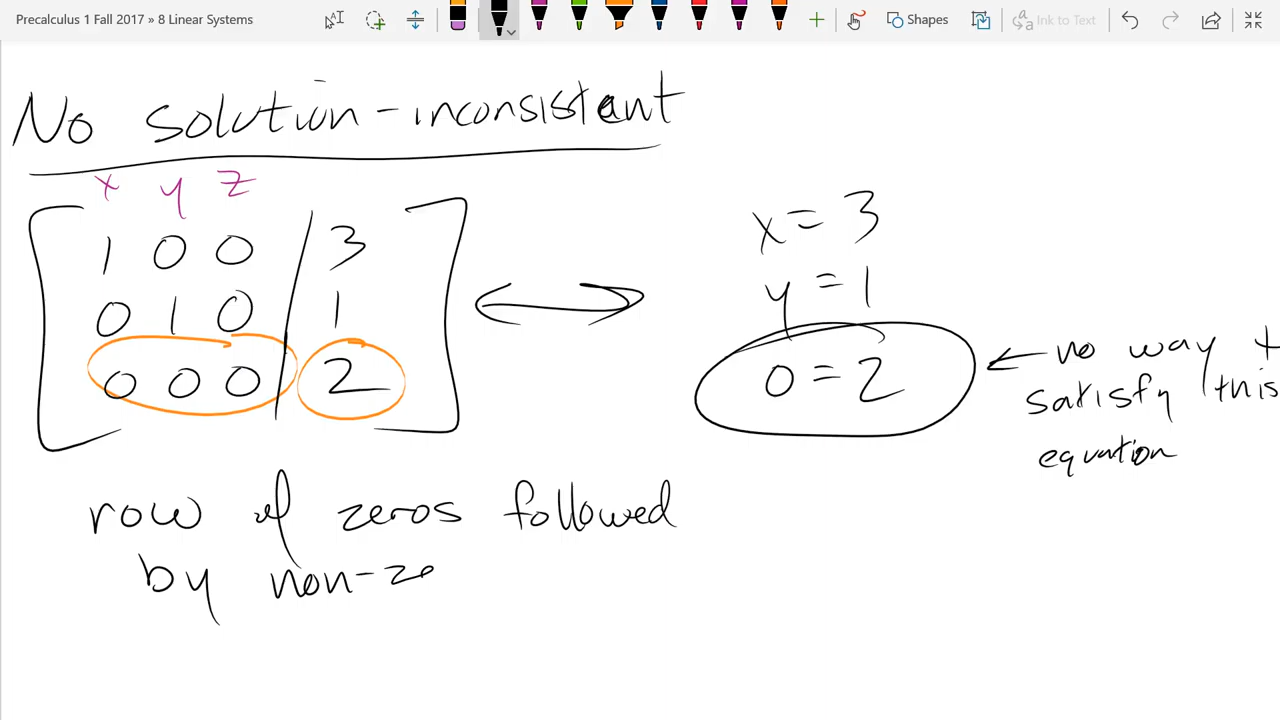 Precalculus 1 Fall 2017 » 8 Linear Systems
Shapes
Ink to Text
No solution-inconsistent
x y z
1 0 0 | 3
0 1 0 | 1
0 0 0 | 2
x = 3
y = 1
0 = 2
← no way t
satisfy this
equation
row of zeros followed
by non-ze